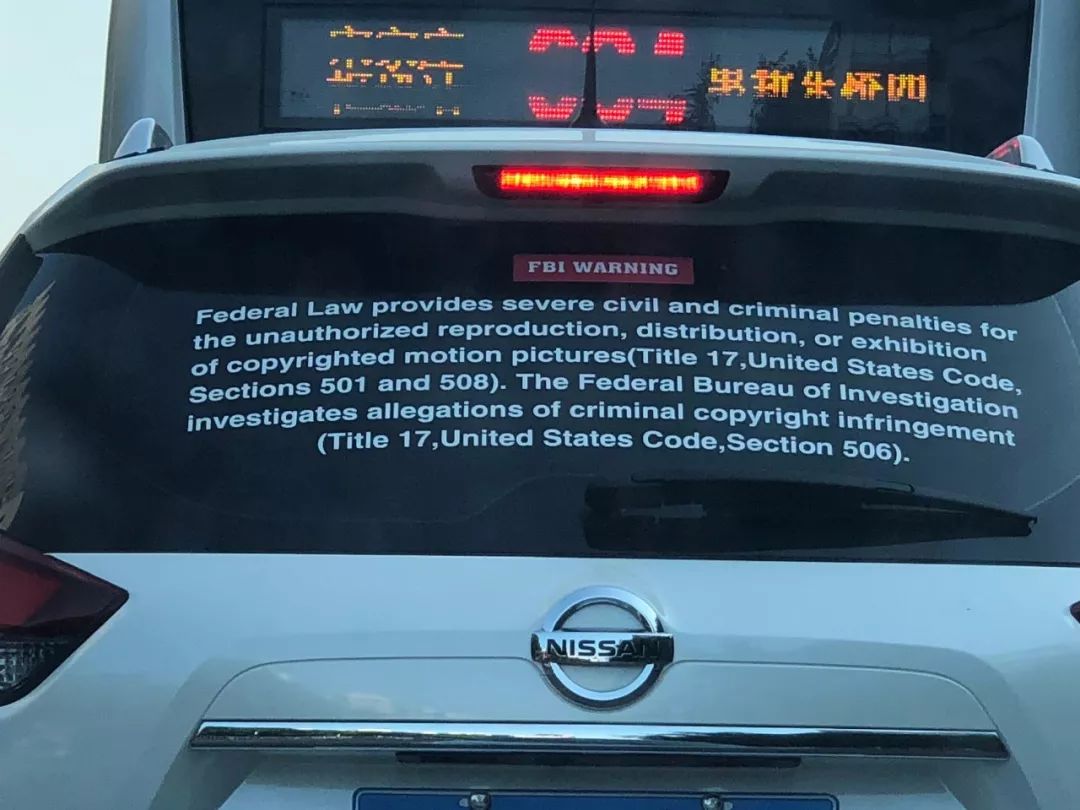 FBI WARNING
Federal Law provides severe civil and criminal penalties for
the unauthorized reproduction, distribution, or exhibition
of copyrighted motion pictures(Title 17,United States Code,
Sections 501 and 508). The Federal Bureau of Investigation
investigates allegations of criminal copyright infringement
(Title 17,United States Code,Section 506).
NISSAN